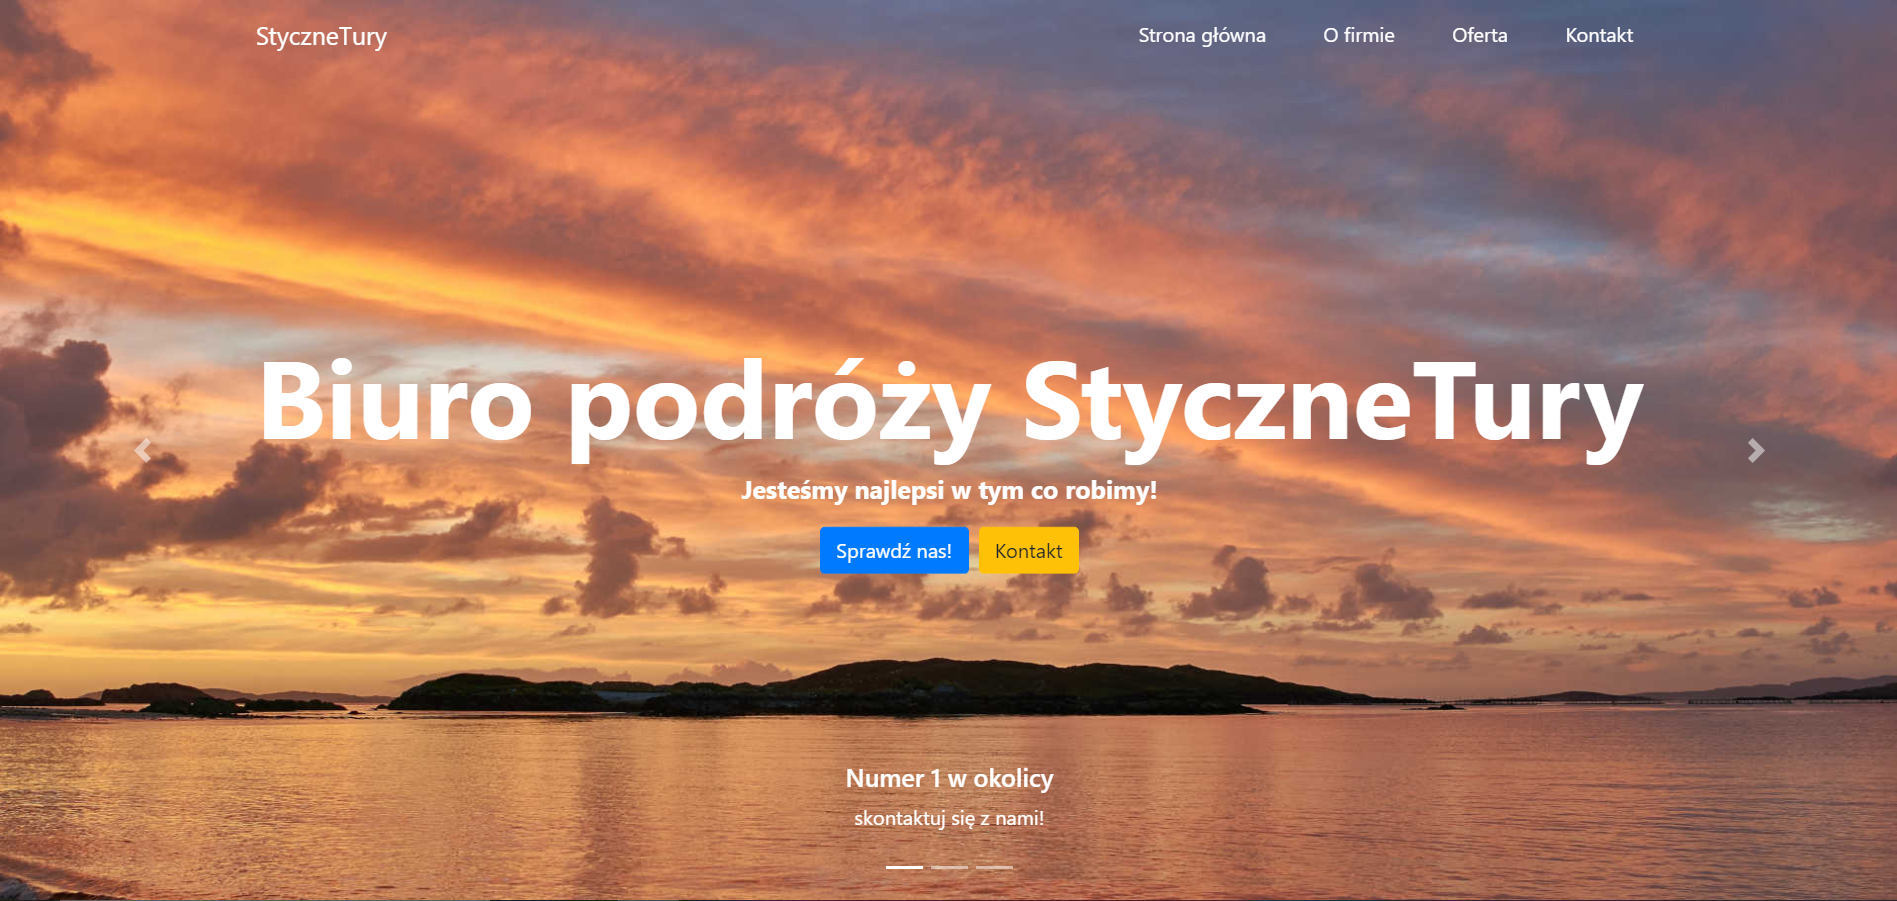 StyczneTury
Strona główna
O firmie
Oferta
Kontakt
Biuro podróży StyczneTury
Jesteśmy najlepsi w tym co robimy!
Sprawdź nas!
Kontakt
Numer 1 w okolicy
skontaktuj się z nami!